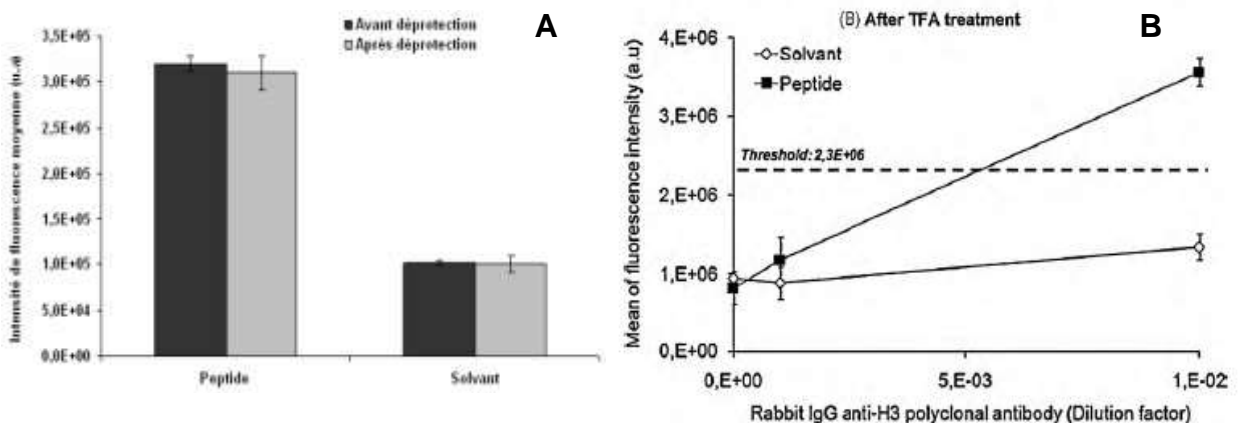 Avant déprotection
Après déprotection
A
Intensité de fluorescence moyenne (u.a)
3,5E+05
3,0E+05
2,5E+05
2,0E+05
1,5E+05
1,0E+05
5,0E+04
0,0E+00
Peptide
Solvant
(B) After TFA treatment
B
Solvant
Peptide
Mean of fluorescence intensity (a.u)
4,E+06
3,E+06
2,E+06
1,E+06
0,E+00
Threshold: 2,3E+06
0,E+00
5,E-03
1,E-02
Rabbit IgG anti-H3 polyclonal antibody (Dilution factor)